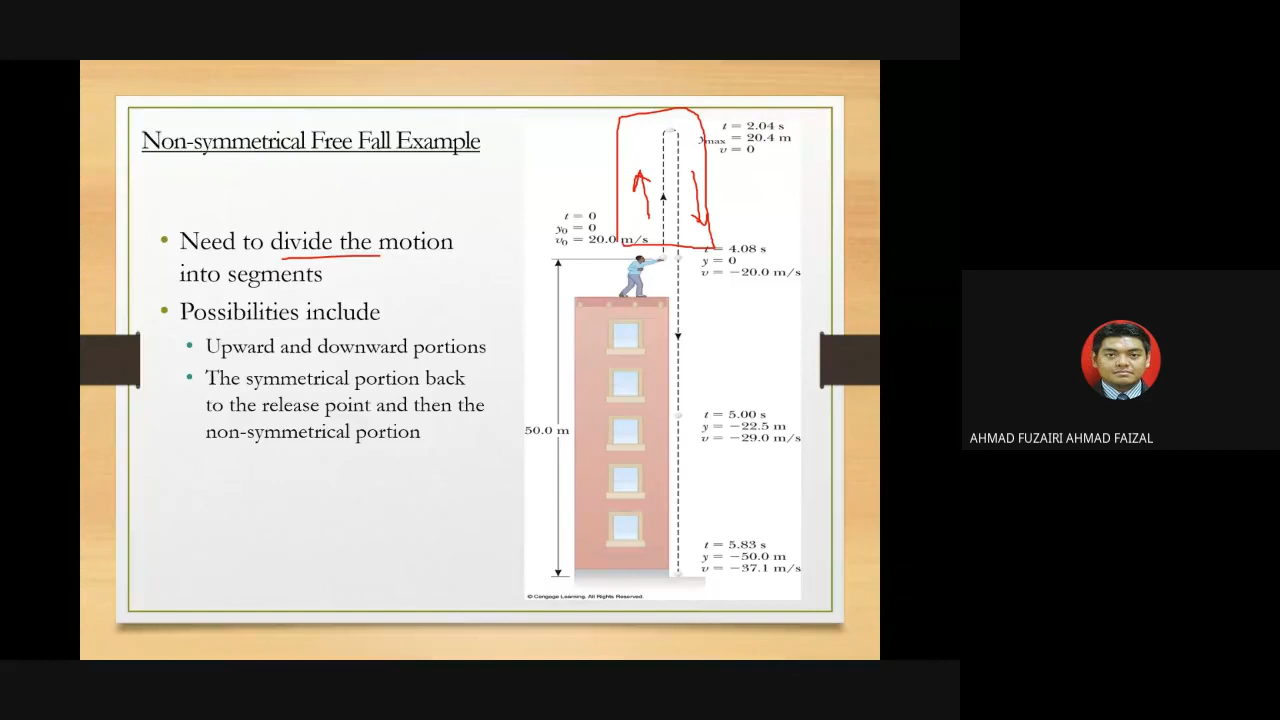 Non-symmetrical Free Fall Example
Need to divide the motion
into segments
Possibilities include
Upward and downward portions
The symmetrical portion back
to the release point and then the
non-symmetrical portion
t = 2.04 s
ymax = 20.4 m
v = 0
t = 0
y0 = 0
v0 = 20.0 m/s
t = 4.08 s
y = 0
v = −20.0 m/s
50.0 m
t = 5.00 s
y = −22.5 m
v = −29.0 m/s
t = 5.83 s
y = −50.0 m
v = −37.1 m/s
© Cengage Learning. All Rights Reserved.
AHMAD FUZAIRI AHMAD FAIZAL